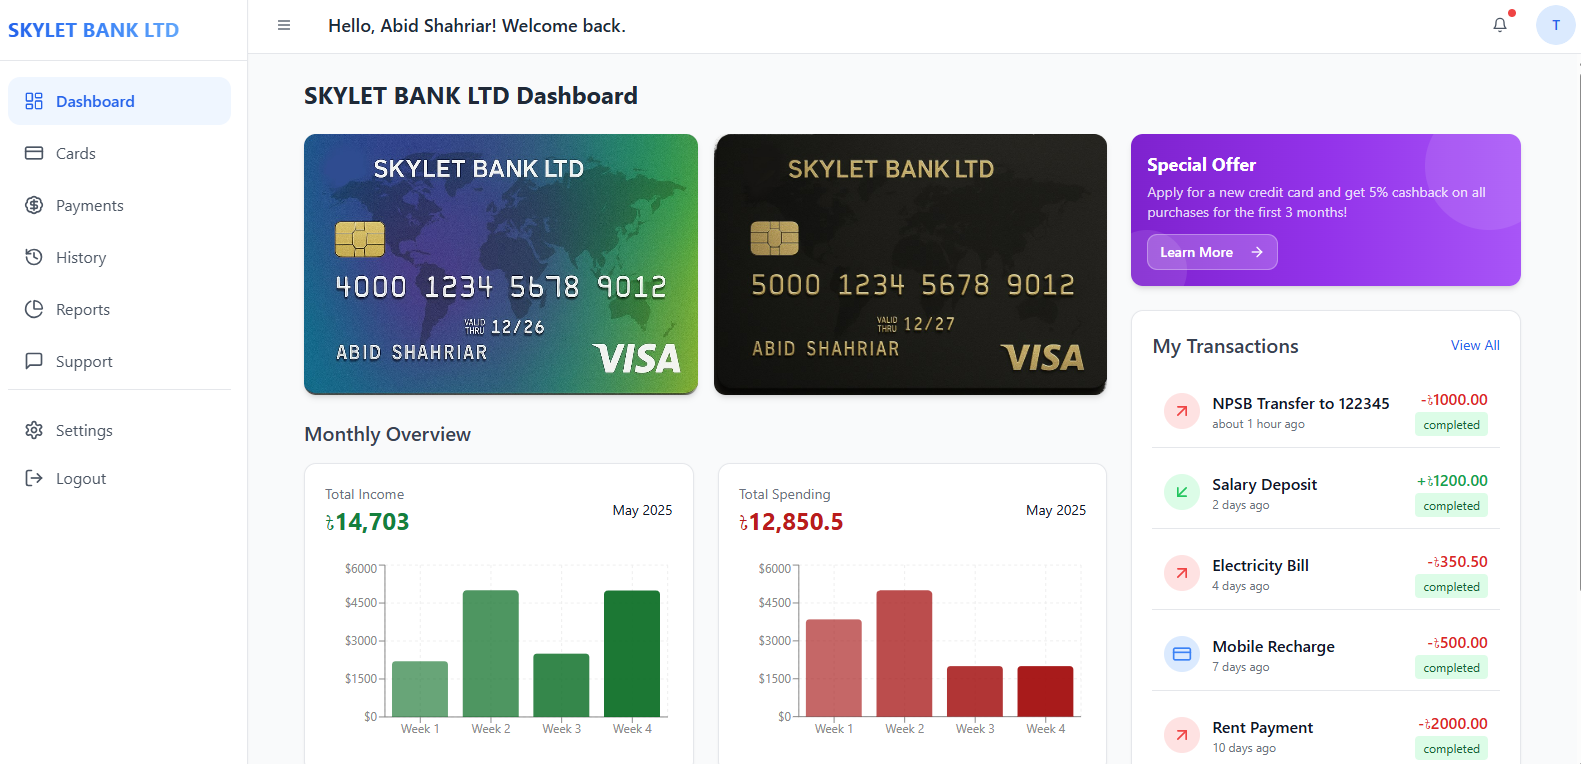 SKYLET BANK LTD
Hello, Abid Shahriar! Welcome back.
T
Dashboard
Cards
Payments
History
Reports
Support
Settings
Logout
SKYLET BANK LTD Dashboard
SKYLET BANK LTD
4000 1234 5678 9012
VALID THRU 12/26
ABID SHAHRIAR
VISA
SKYLET BANK LTD
5000 1234 5678 9012
VALID THRU 12/27
ABID SHAHRIAR
VISA
Special Offer
Apply for a new credit card and get 5% cashback on all
purchases for the first 3 months!
Learn More
Monthly Overview
Total Income
৳14,703
May 2025
$6000
$4500
$3000
$1500
$0
Week 1 Week 2 Week 3 Week 4
Total Spending
৳12,850.5
May 2025
$6000
$4500
$3000
$1500
$0
Week 1 Week 2 Week 3 Week 4
My Transactions
View All
NPSB Transfer to 122345
about 1 hour ago
-৳1000.00
completed
Salary Deposit
2 days ago
+৳1200.00
completed
Electricity Bill
4 days ago
-৳350.50
completed
Mobile Recharge
7 days ago
-৳500.00
completed
Rent Payment
10 days ago
-৳2000.00
completed